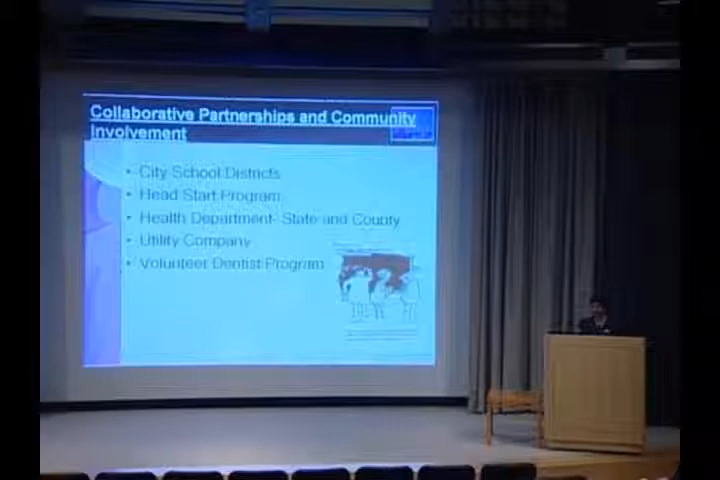 Collaborative Partnerships and Community
Involvement
• City School Districts
• Head Start Program
• Health Department- State and County
• Utility Company
• Volunteer Dentist Program